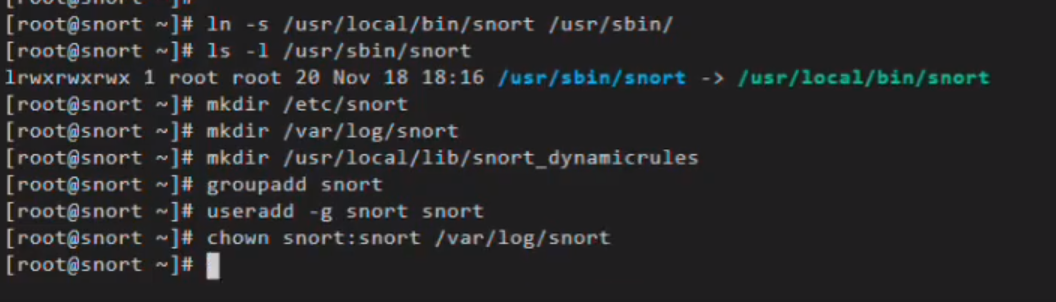 [root@snort ~]# ln -s /usr/local/bin/snort /usr/sbin/
[root@snort ~]# ls -l /usr/sbin/snort
lrwxrwxrwx 1 root root 20 Nov 18 18:16 /usr/sbin/snort -> /usr/local/bin/snort
[root@snort ~]# mkdir /etc/snort
[root@snort ~]# mkdir /var/log/snort
[root@snort ~]# mkdir /usr/local/lib/snort_dynamicrules
[root@snort ~]# groupadd snort
[root@snort ~]# useradd -g snort snort
[root@snort ~]# chown snort:snort /var/log/snort
[root@snort ~]#